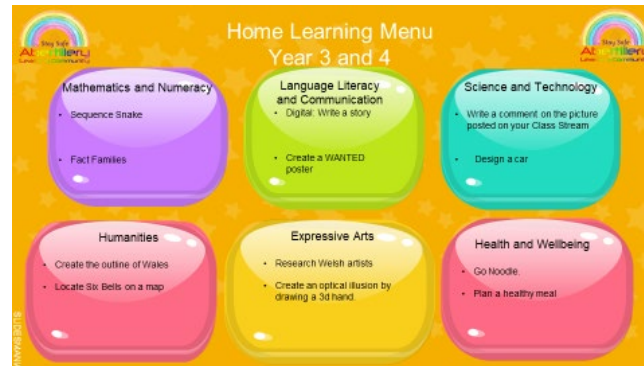 Home Learning Menu
Year 3 and 4
Stay Safe
Abertillery
Stay Safe
Abertillery
Mathematics and Numeracy
• Sequence Snake
• Fact Families
Language Literacy
and Communication
• Digital: Write a story
• Create a WANTED
poster
Science and Technology
• Write a comment on the picture
posted on your Class Stream
• Design a car
Humanities
• Create the outline of Wales
• Locate Six Bells on a map
Expressive Arts
• Research Welsh artists
• Create an optical illusion by
drawing a 3d hand.
Health and Wellbeing
• Go Noodle.
• Plan a healthy meal